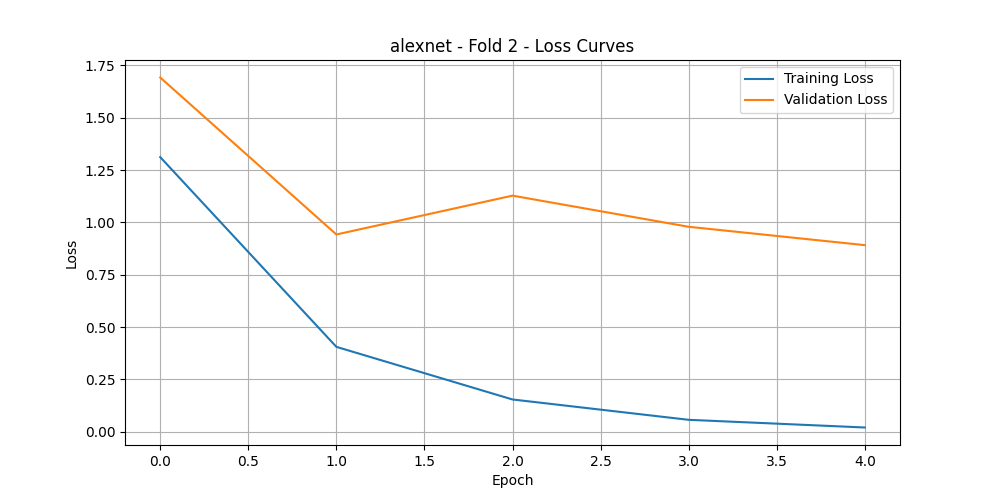 alexnet - Fold 2 - Loss Curves
Training Loss
Validation Loss
Loss
1.75
1.50
1.25
1.00
0.75
0.50
0.25
0.00
0.0 0.5 1.0 1.5 2.0 2.5 3.0 3.5 4.0
Epoch